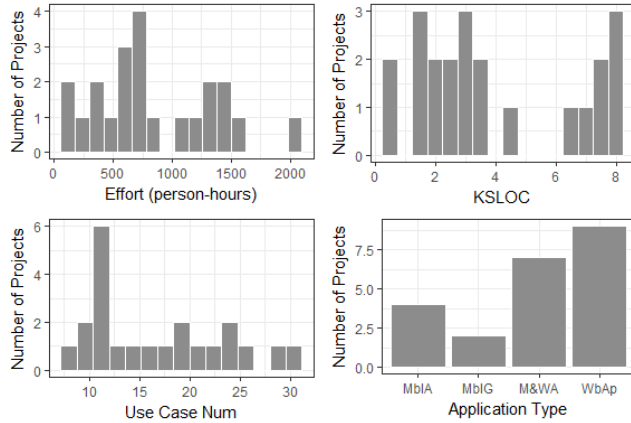 Number of Projects
4
3
2
1
0
0
500
1000
1500
2000
Effort (person-hours)
Number of Projects
3
2
1
0
0
2
4
6
8
KSLOC
Number of Projects
6
4
2
0
10
15
20
25
30
Use Case Num
Number of Projects
7.5
5.0
2.5
0.0
MblA
MblG
M&WA
WbAp
Application Type